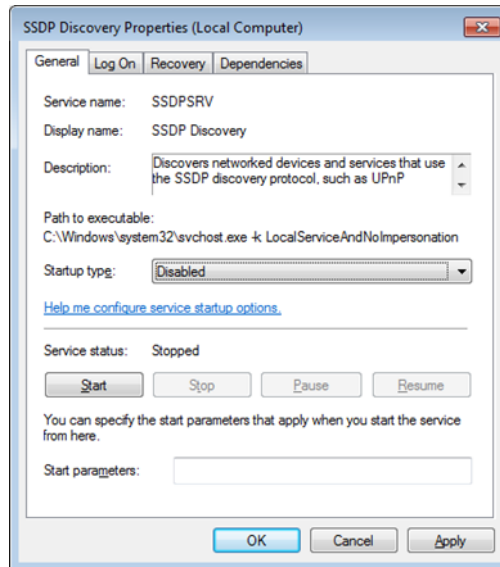 SSDP Discovery Properties (Local Computer)
General Log On Recovery Dependencies
Service name: SSDPSRV
Display name: SSDP Discovery
Description: Discovers networked devices and services that use
the SSDP discovery protocol, such as UPnP
Path to executable:
C:\Windows\system32\svchost.exe -k LocalServiceAndNoImpersonation
Startup type: Disabled
Help me configure service startup options.
Service status: Stopped
Start Stop Pause Resume
You can specify the start parameters that apply when you start the service
from here.
Start parameters:
OK Cancel Apply